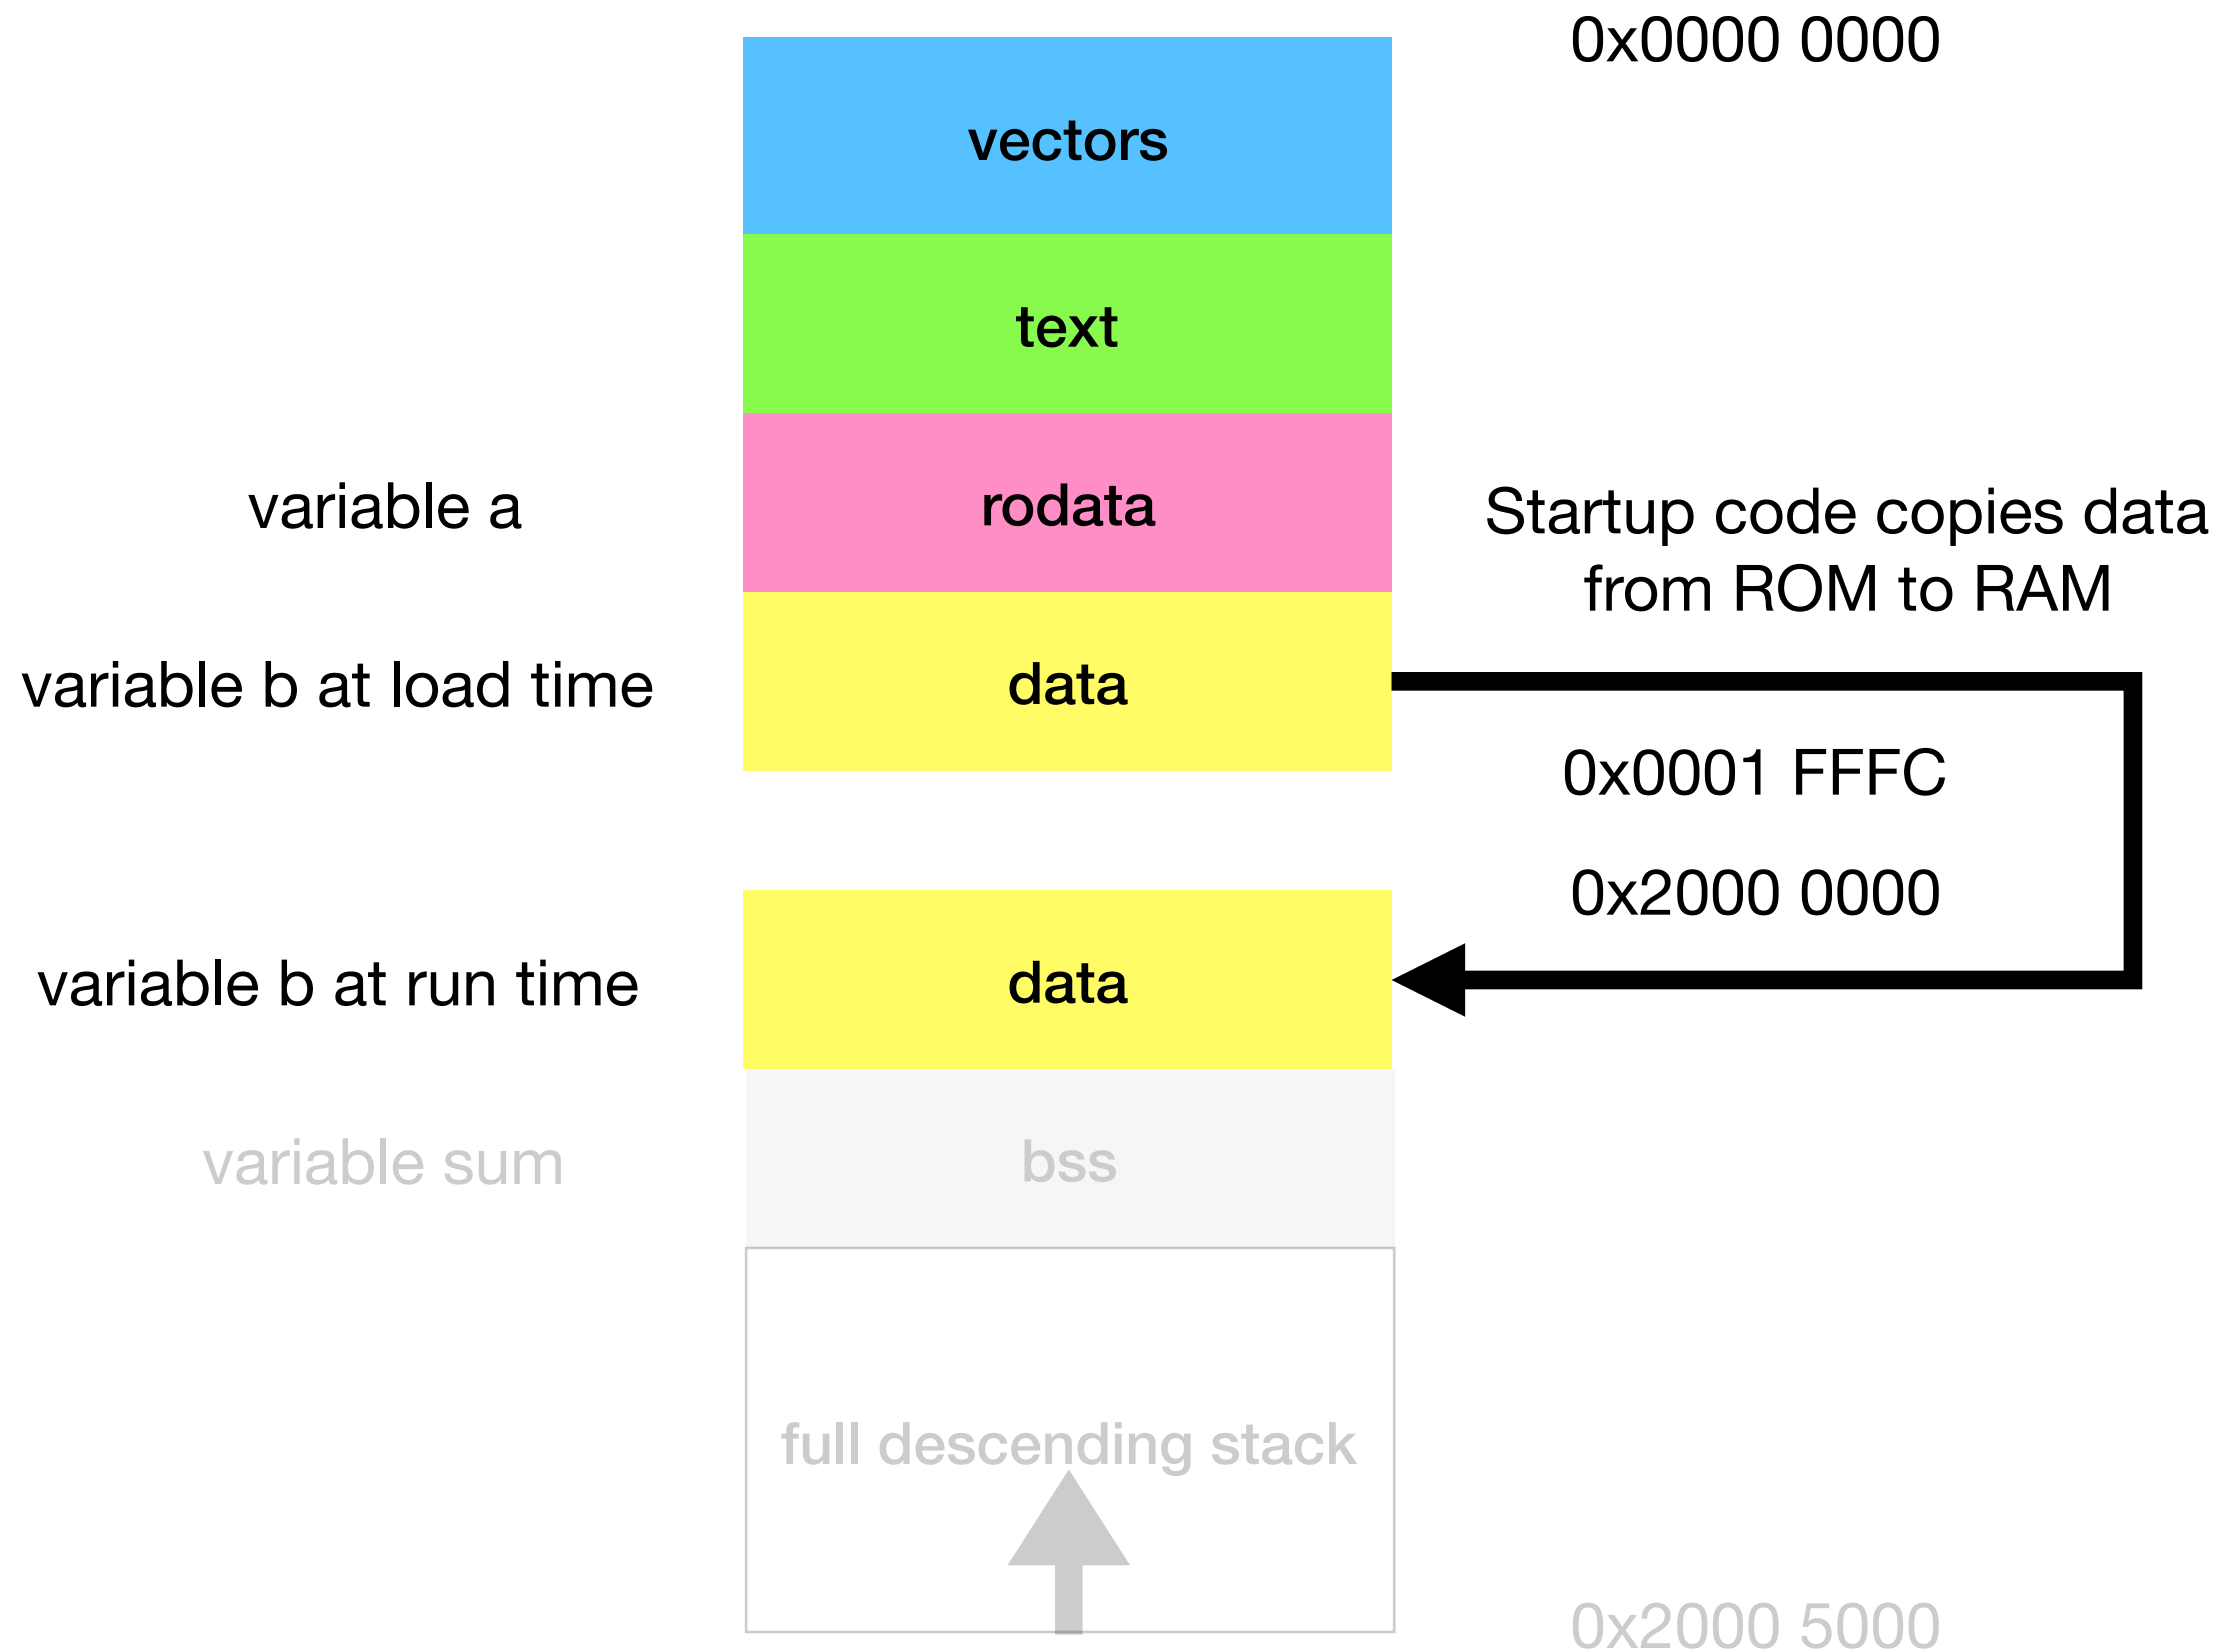 0x0000 0000
vectors
text
variable a
rodata
Startup code copies data
from ROM to RAM
variable b at load time
data
0x0001 FFFC
0x2000 0000
variable b at run time
data
variable sum
bss
full descending stack
0x2000 5000